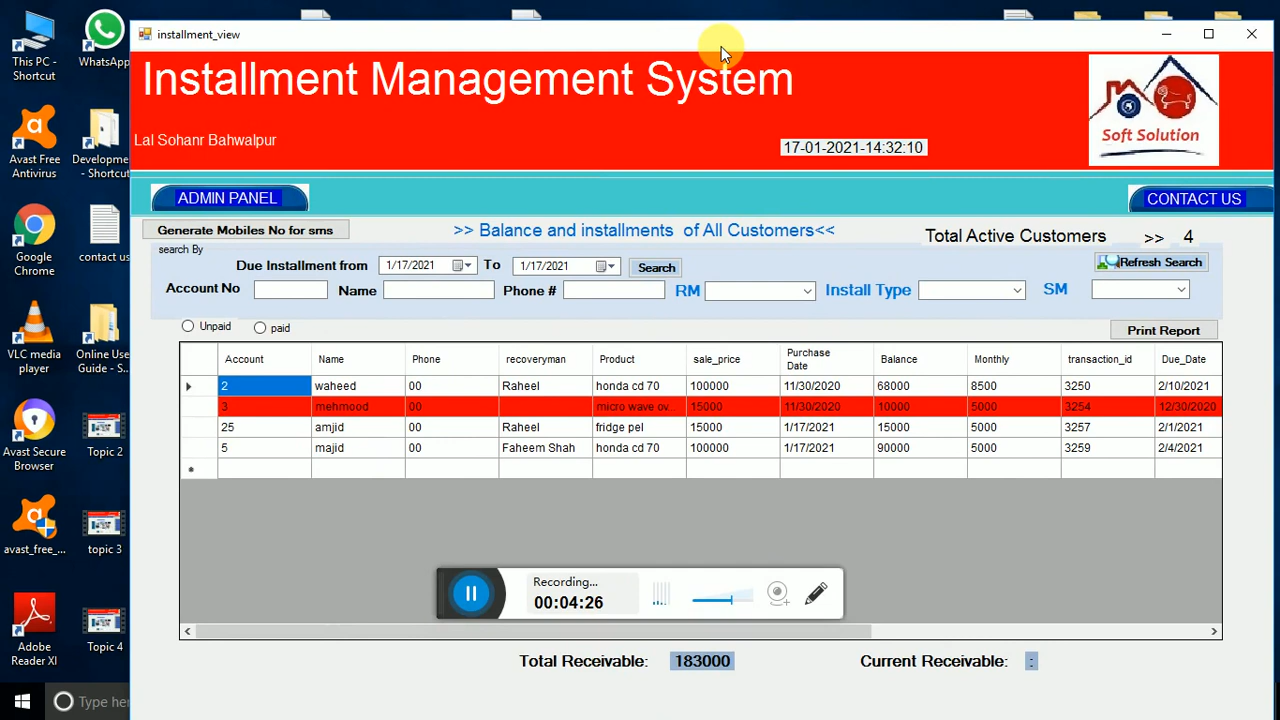 installment_view
This PC - Shortcut
WhatsApp
Installment Management System
Lal Sohanr Bahwalpur
17-01-2021-14:32:10
Soft Solution
Avast Free Antivirus
Developme... - Shortcut
ADMIN PANEL
CONTACT US
Generate Mobiles No for sms
>> Balance and installments of All Customers<<
Total Active Customers >> 4
search By
Due Installment from 1/17/2021 To 1/17/2021 Search
Refresh Search
Account No Name Phone # RM Install Type SM
Google Chrome
contact us
Unpaid paid
Print Report
Account Name Phone recoveryman Product sale_price Purchase Date Balance Monthly transaction_id Due_Date
2 waheed 00 Raheel honda cd 70 100000 11/30/2020 68000 8500 3250 2/10/2021
3 mehmood 00 micro wave ov... 15000 11/30/2020 10000 5000 3254 12/30/2020
25 amjid 00 Raheel fridge pel 15000 1/17/2021 15000 5000 3257 2/1/2021
5 majid 00 Faheem Shah honda cd 70 100000 1/17/2021 90000 5000 3259 2/4/2021
VLC media player
Online Use Guide - S...
Avast Secure Browser
Topic 2
avast_free_...
topic 3
Recording...
00:04:26
Adobe Reader XI
Topic 4
Total Receivable: 183000
Current Receivable: :
Type her